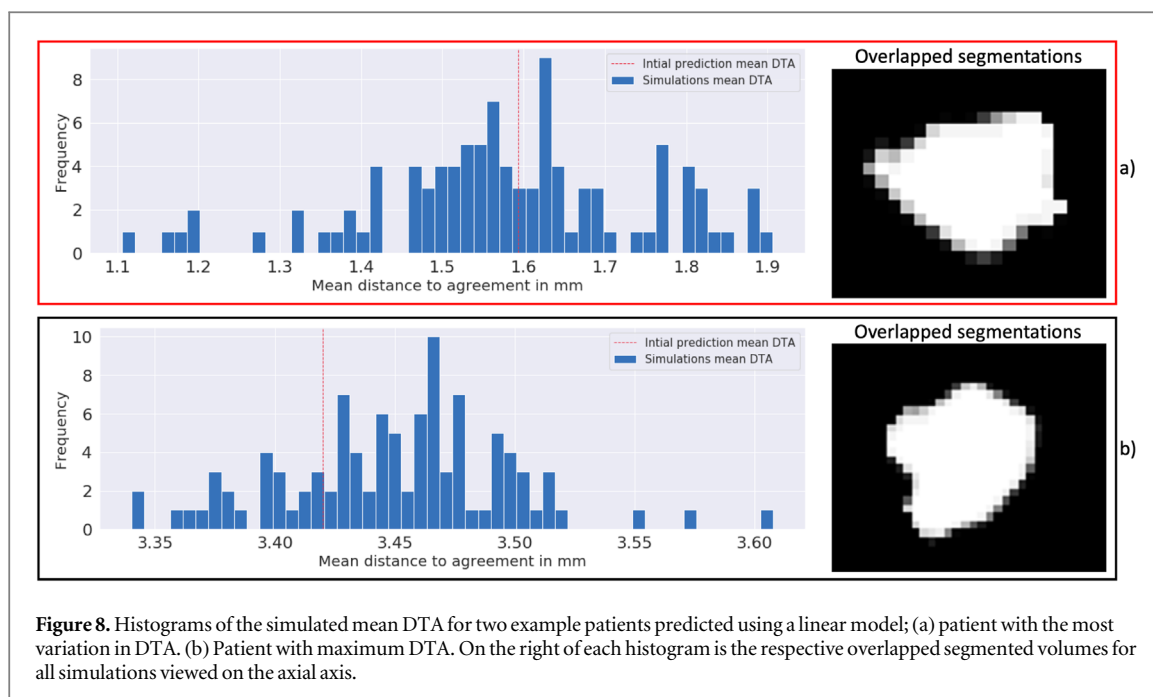 Overlapped segmentations
Intial prediction mean DTA
Simulations mean DTA
Frequency
8
6
4
2
0
1.1 1.2 1.3 1.4 1.5 1.6 1.7 1.8 1.9
Mean distance to agreement in mm
a)
Overlapped segmentations
Intial prediction mean DTA
Simulations mean DTA
Frequency
10
8
6
4
2
0
3.35 3.40 3.45 3.50 3.55 3.60
Mean distance to agreement in mm
b)
Figure 8. Histograms of the simulated mean DTA for two example patients predicted using a linear model; (a) patient with the most
variation in DTA. (b) Patient with maximum DTA. On the right of each histogram is the respective overlapped segmented volumes for
all simulations viewed on the axial axis.